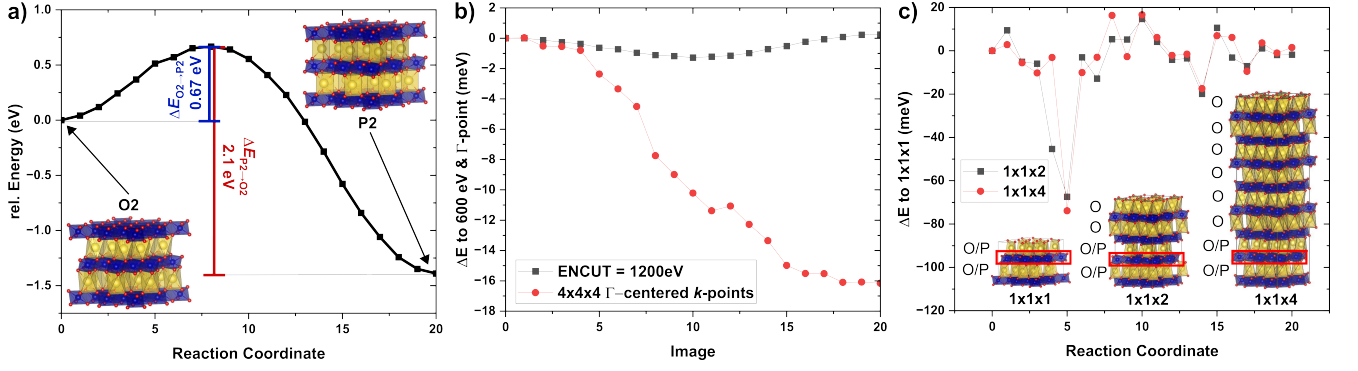 a)
rel. Energy (eV)
1.0
0.5
0.0
−0.5
−1.0
−1.5
0
5
10
15
20
Reaction Coordinate
ΔE_O2→P2
0.67 eV
ΔE_P2→O2
2.1 eV
O2
P2
b)
ΔE to 600 eV & Γ-point (meV)
2
0
−2
−4
−6
−8
−10
−12
−14
−16
−18
0
5
10
15
20
Image
ENCUT = 1200eV
4x4x4 Γ−centered k-points
c)
ΔE to 1x1x1 (meV)
20
0
−20
−40
−60
−80
−100
−120
0
5
10
15
20
Reaction Coordinate
1x1x2
1x1x4
O/P
O/P
1x1x1
O
O
O/P
O/P
1x1x2
O
O
O
O
O
O
O/P
O/P
1x1x4